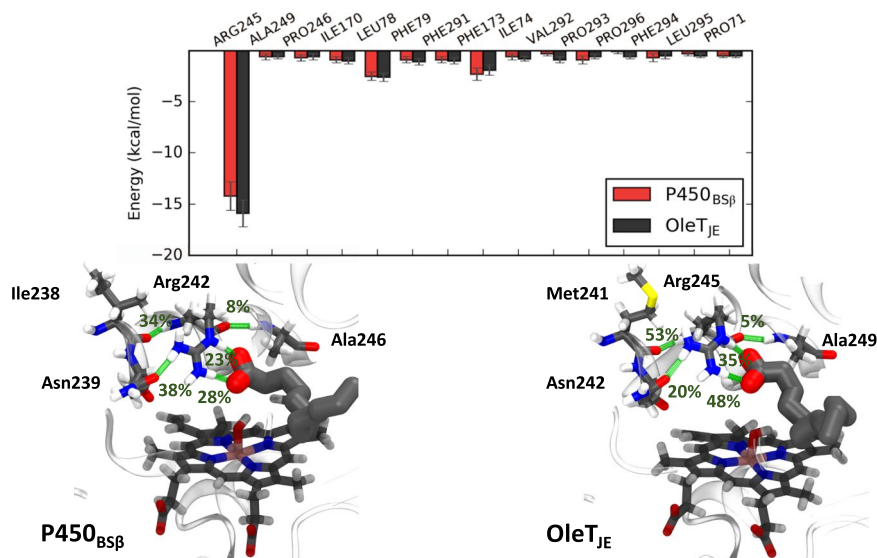 ARG245 ALA249 PRO246 ILE170 LEU78 PHE79 PHE291 PHE173 ILE74 VAL292 PRO293 PRO296 PHE294 LEU295 PRO71
Energy (kcal/mol)
−5
−10
−15
−20
P450BSβ
OleTJE
Arg242
Ile238
34%
8%
Ala246
23%
Asn239
38%
28%
P450BSβ
Arg245
Met241
53%
5%
Ala249
35%
Asn242
20%
48%
OleTJE